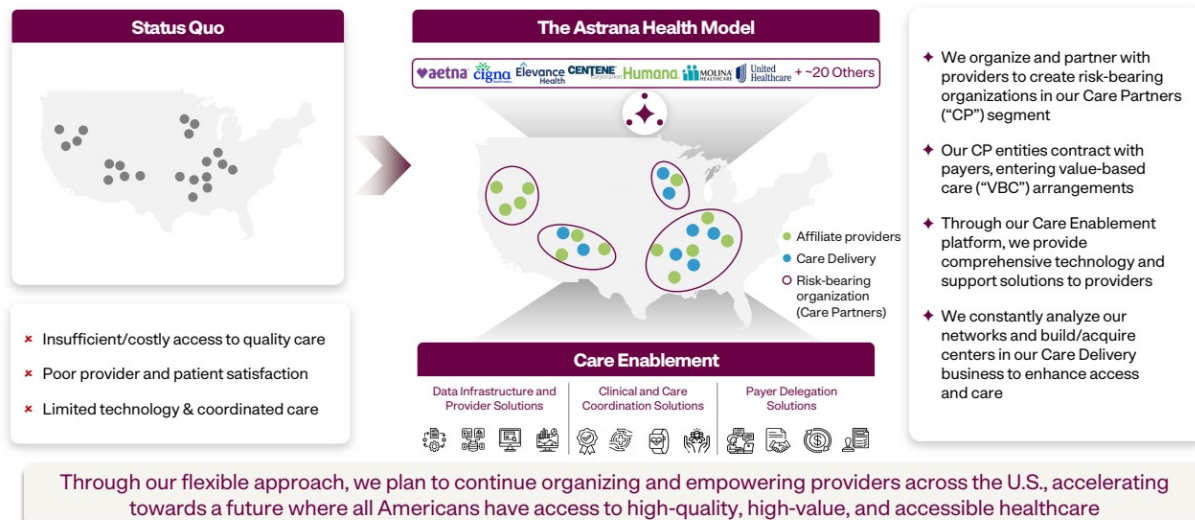 Status Quo
Insufficient/costly access to quality care
Poor provider and patient satisfaction
Limited technology & coordinated care
The Astrana Health Model
aetna
cigna
Elevance
Health
CENTENE
Corporation
Humana
MOLINA
HEALTHCARE
United
Healthcare
+ ~20 Others
Affiliate providers
Care Delivery
Risk-bearing
organization
(Care Partners)
Care Enablement
Data Infrastructure and
Provider Solutions
Clinical and Care
Coordination Solutions
Payer Delegation
Solutions
We organize and partner with
providers to create risk-bearing
organizations in our Care Partners
(“CP”) segment
Our CP entities contract with
payers, entering value-based
care (“VBC”) arrangements
Through our Care Enablement
platform, we provide
comprehensive technology and
support solutions to providers
We constantly analyze our
networks and build/acquire
centers in our Care Delivery
business to enhance access
and care
Through our flexible approach, we plan to continue organizing and empowering providers across the U.S., accelerating
towards a future where all Americans have access to high-quality, high-value, and accessible healthcare